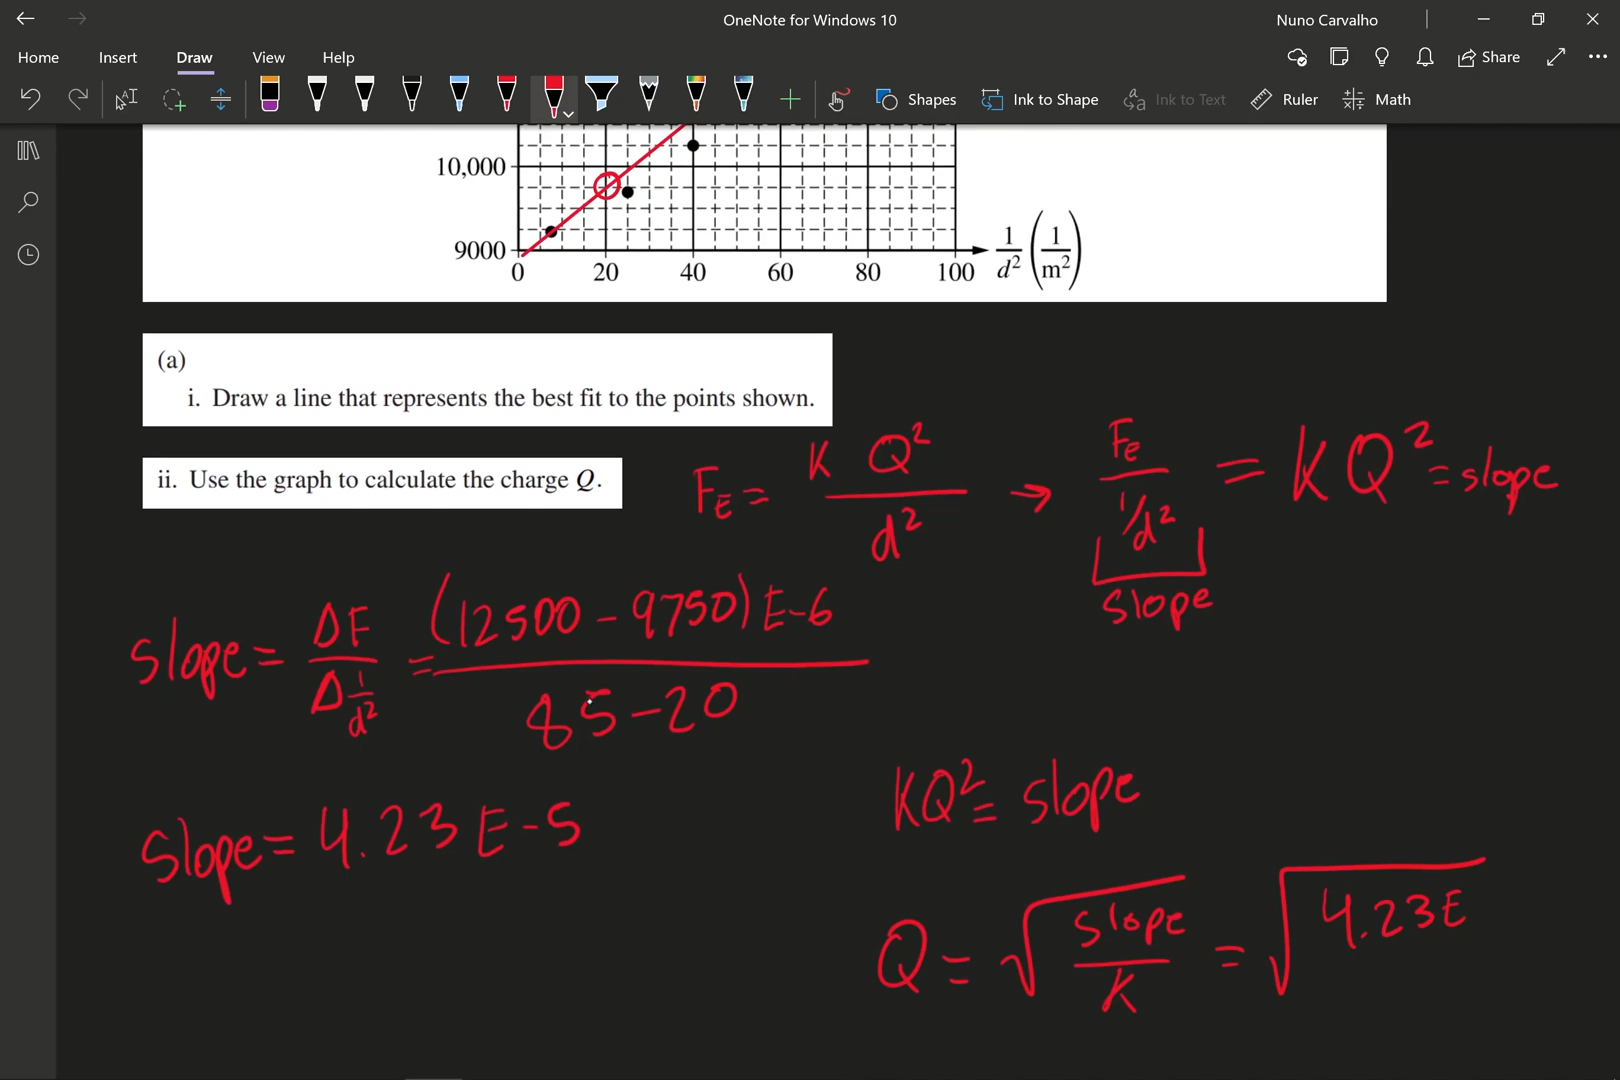 OneNote for Windows 10
Nuno Carvalho
Home Insert Draw View Help
Share
Shapes Ink to Shape Ink to Text Ruler Math
10,000
9000
0 20 40 60 80 100
1/d² (1/m²)
(a)
i. Draw a line that represents the best fit to the points shown.
ii. Use the graph to calculate the charge Q.
F_E = K Q² / d² → F_E / (1/d²) = KQ² = slope
slope
slope = ΔF / Δ 1/d² = (12500 - 9750) E-6 / 85-20
slope = 4.23 E-5
KQ² = slope
Q = √(slope / K) = √4.23E